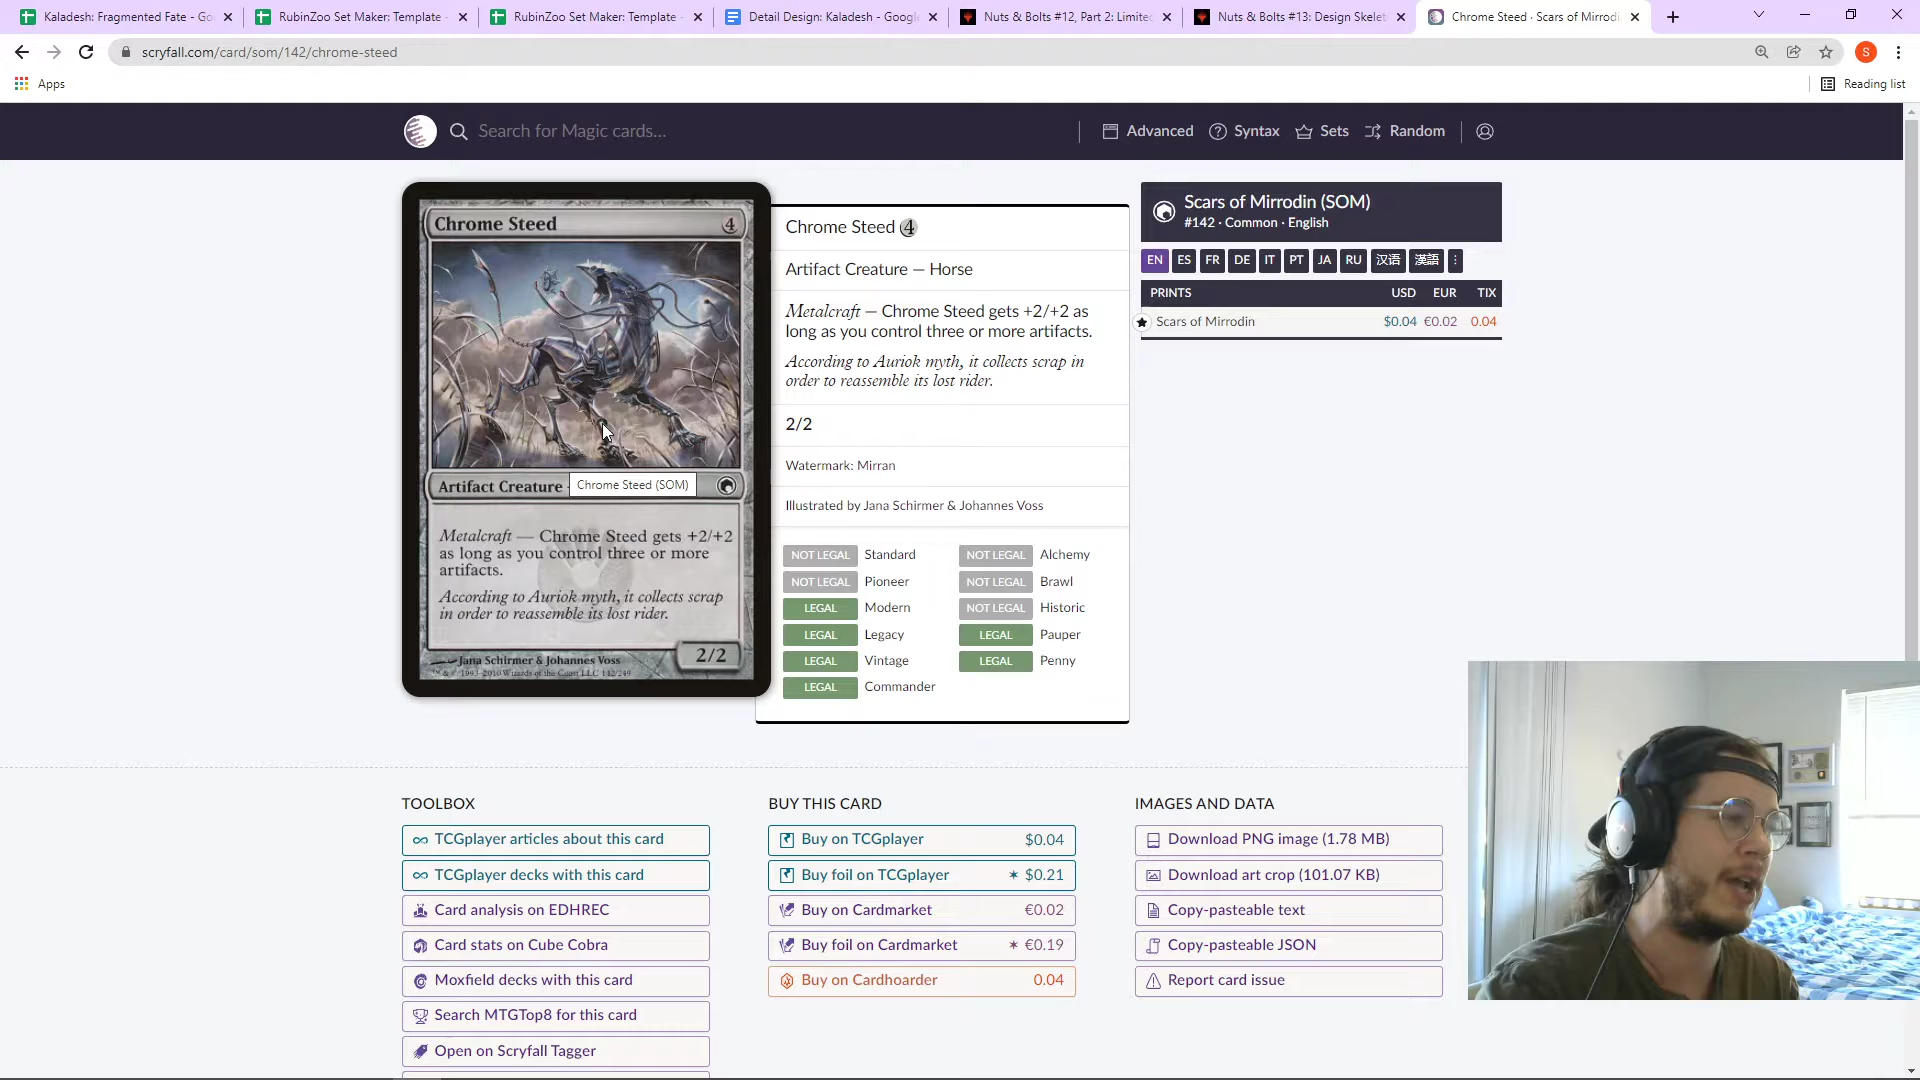 Kaladesh: Fragmented Fate - Go
RubinZoo Set Maker: Template -
RubinZoo Set Maker: Template -
Detail Design: Kaladesh - Google
Nuts & Bolts #12, Part 2: Limite
Nuts & Bolts #13: Design Skelet
Chrome Steed · Scars of Mirrodi
scryfall.com/card/som/142/chrome-steed
S
Apps
Reading list
Search for Magic cards...
Advanced
Syntax
Sets
Random
Chrome Steed
4
Artifact Creature -
Chrome Steed (SOM)
Metalcraft — Chrome Steed gets +2/+2
as long as you control three or more
artifacts.
According to Auriok myth, it collects scrap
in order to reassemble its lost rider.
2/2
Jana Schirmer & Johannes Voss
™ & © 1993-2010 Wizards of the Coast LLC 142/249
Chrome Steed 4
Artifact Creature — Horse
Metalcraft — Chrome Steed gets +2/+2 as
long as you control three or more artifacts.
According to Auriok myth, it collects scrap in
order to reassemble its lost rider.
2/2
Watermark: Mirran
Illustrated by Jana Schirmer & Johannes Voss
NOT LEGAL Standard NOT LEGAL Alchemy
NOT LEGAL Pioneer NOT LEGAL Brawl
LEGAL Modern NOT LEGAL Historic
LEGAL Legacy LEGAL Pauper
LEGAL Vintage LEGAL Penny
LEGAL Commander
Scars of Mirrodin (SOM)
#142 · Common · English
EN ES FR DE IT PT JA RU 汉语 漢語
PRINTS USD EUR TIX
Scars of Mirrodin $0.04 €0.02 0.04
TOOLBOX
TCGplayer articles about this card
TCGplayer decks with this card
Card analysis on EDHREC
Card stats on Cube Cobra
Moxfield decks with this card
Search MTGTop8 for this card
Open on Scryfall Tagger
BUY THIS CARD
Buy on TCGplayer $0.04
Buy foil on TCGplayer $0.21
Buy on Cardmarket €0.02
Buy foil on Cardmarket €0.19
Buy on Cardhoarder 0.04
IMAGES AND DATA
Download PNG image (1.78 MB)
Download art crop (101.07 KB)
Copy-pasteable text
Copy-pasteable JSON
Report card issue